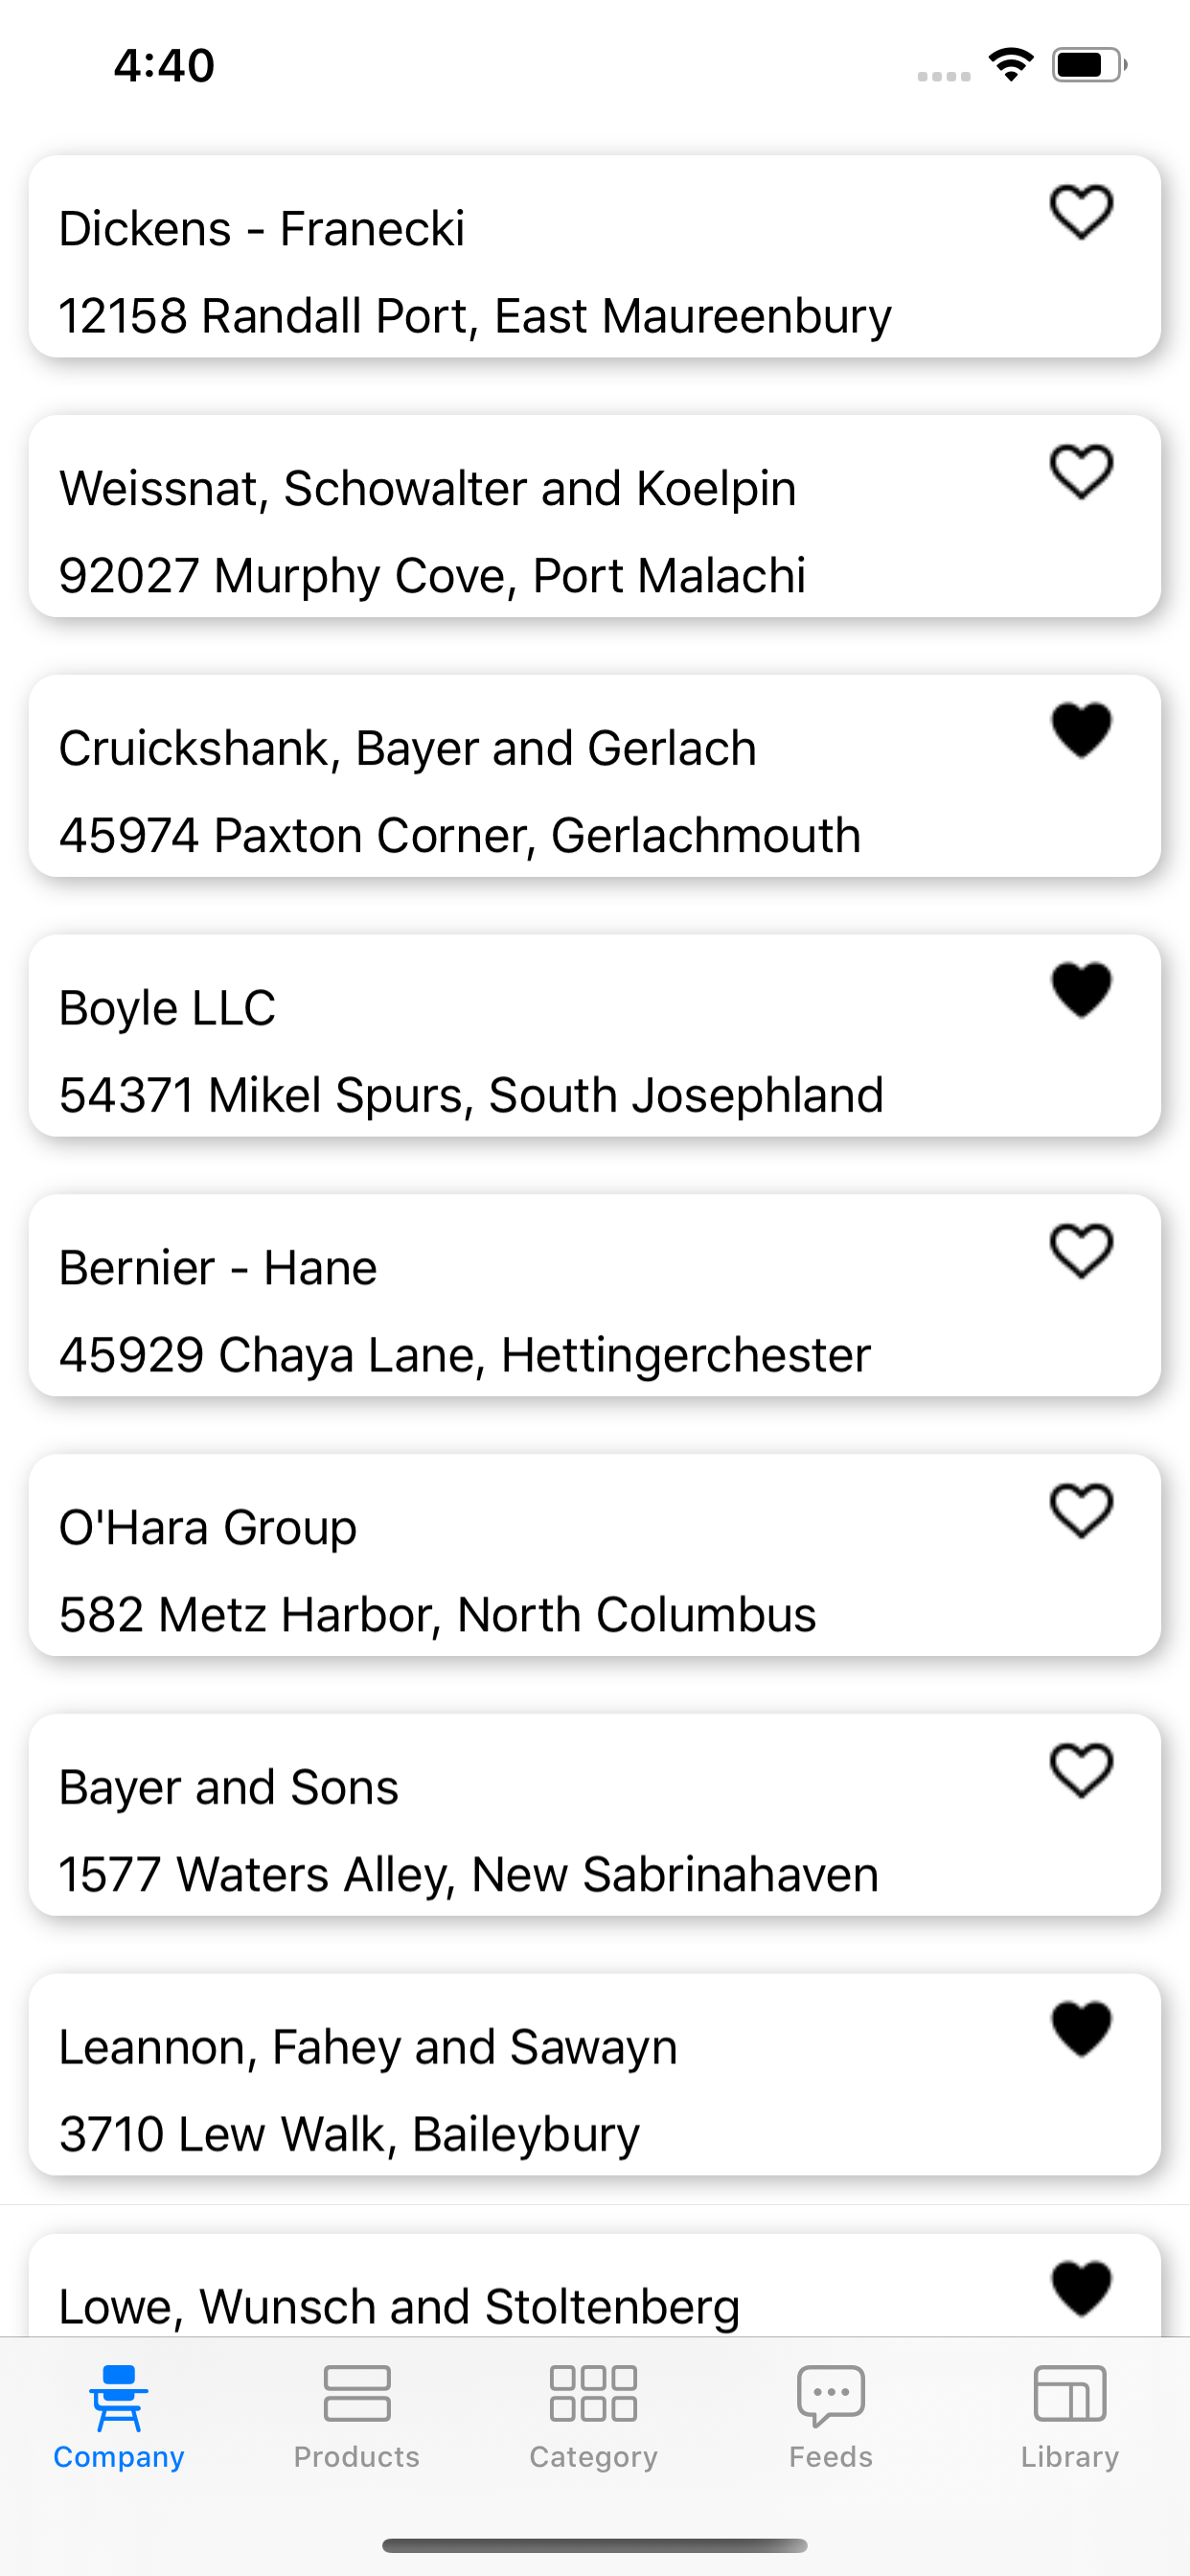 4:40
Dickens - Franecki
12158 Randall Port, East Maureenbury
Weissnat, Schowalter and Koelpin
92027 Murphy Cove, Port Malachi
Cruickshank, Bayer and Gerlach
45974 Paxton Corner, Gerlachmouth
Boyle LLC
54371 Mikel Spurs, South Josephland
Bernier - Hane
45929 Chaya Lane, Hettingerchester
O'Hara Group
582 Metz Harbor, North Columbus
Bayer and Sons
1577 Waters Alley, New Sabrinahaven
Leannon, Fahey and Sawayn
3710 Lew Walk, Baileybury
Lowe, Wunsch and Stoltenberg
Company Products Category Feeds Library